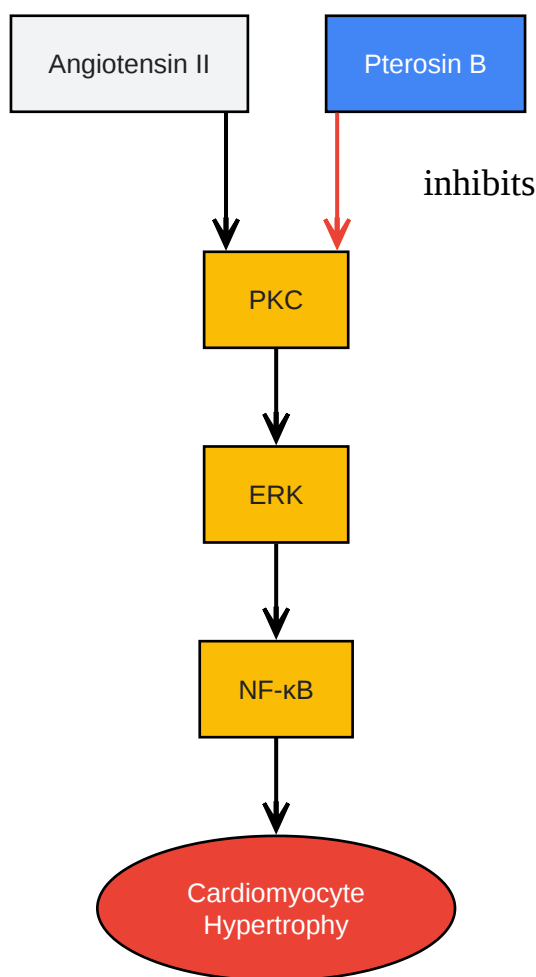 Angiotensin II
Pterosin B
inhibits
PKC
ERK
NF-κB
Cardiomyocyte
Hypertrophy